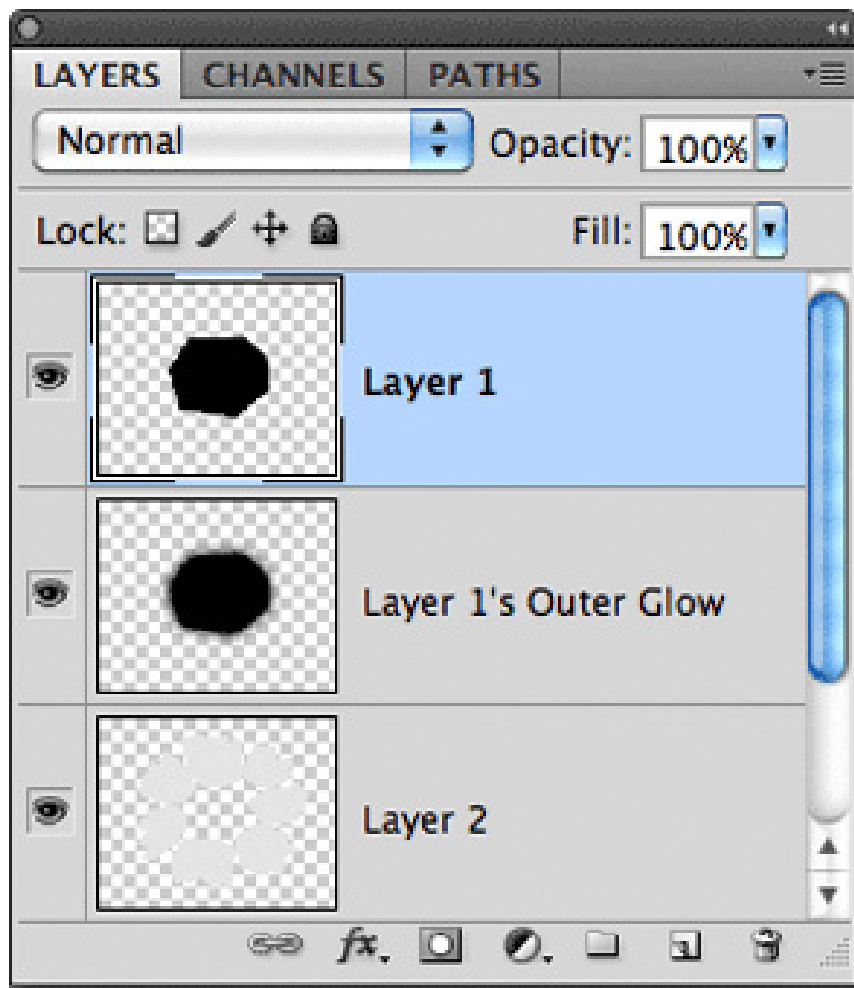 LAYERS CHANNELS PATHS
Normal Opacity: 100%
Lock: Fill: 100%
Layer 1
Layer 1's Outer Glow
Layer 2
fx.